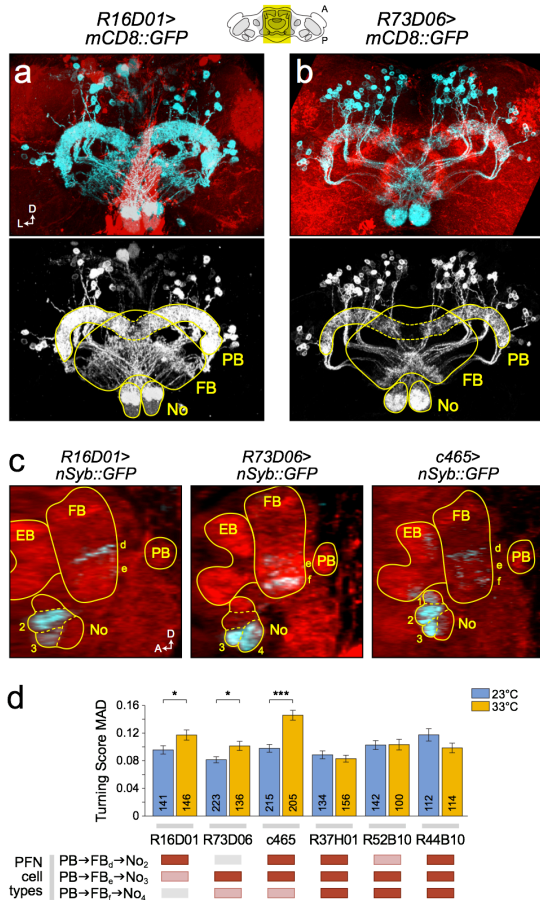 R16D01>
mCD8::GFP
A
P
R73D06>
mCD8::GFP
a
D
L
b
PB
FB
No
PB
FB
No
c
R16D01>
nSyb::GFP
R73D06>
nSyb::GFP
c465>
nSyb::GFP
FB
EB
d
e
PB
2
3
No
D
A
FB
EB
e
f
PB
No
3
4
FB
EB
d
e
f
PB
2
3
No
d
23°C
33°C
Turning Score MAD
0.16
0.12
0.08
0.04
0
* * ***
141 146 223 136 215 205 134 156 142 100 112 114
R16D01 R73D06 c465 R37H01 R52B10 R44B10
PFN
cell
types
PB→FBd→No2
PB→FBe→No3
PB→FBf→No4